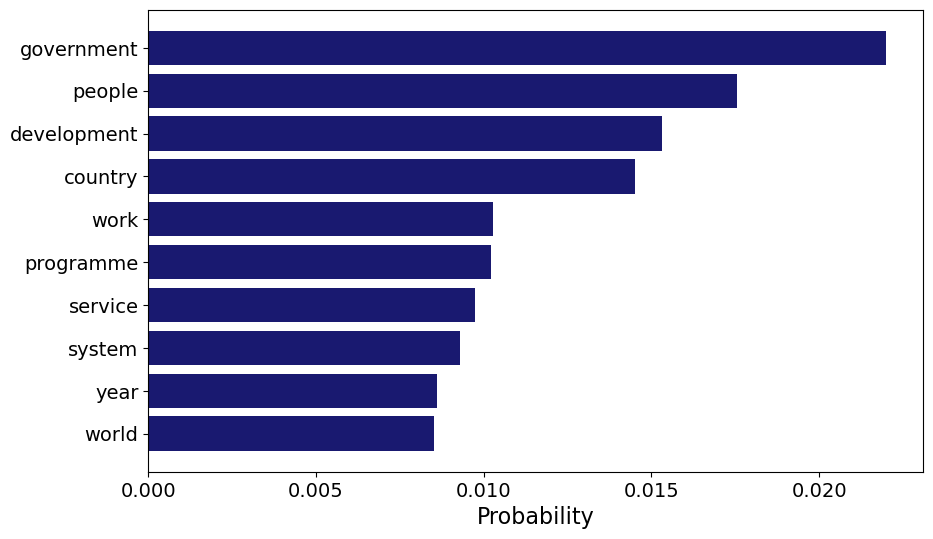 government
people
development
country
work
programme
service
system
year
world
0.000 0.005 0.010 0.015 0.020
Probability